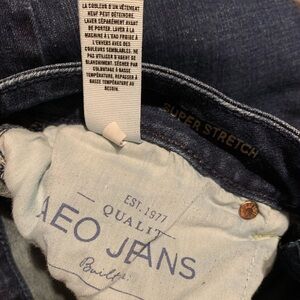 LA COULEUR D'UN VÊTEMENT
NEUF PEUT DÉTEINDRE.
LAVER SÉPARÉMENT AVANT
DE PORTER. LAVER À LA
MACHINE À L'EAU FROIDE À
L'ENVERS ET AVEC DES
COULEURS SEMBLABLES. NE
PAS UTILISER D'AGENT DE
BLANCHIMENT. SÉCHER PAR
CULBUTAGE À BASSE
TEMPÉRATURE. REPASSER À
BASSE TEMPÉRATURE AU
BESOIN.
SUPER STRETCH
EST. 1977
QUALIT
AEO JEANS